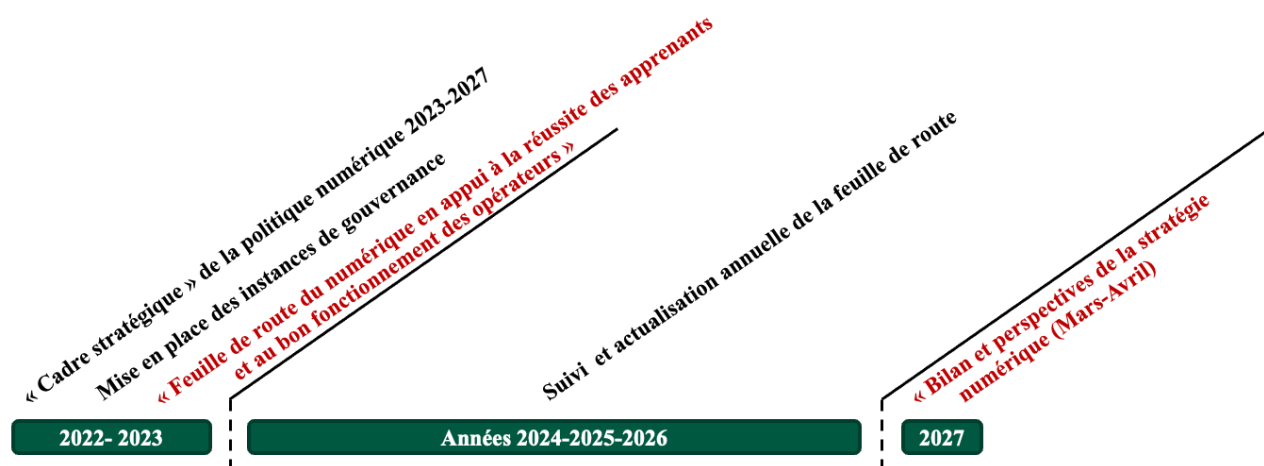 « Cadre stratégique » de la politique numérique 2023-2027
Mise en place des instances de gouvernance
« Feuille de route du numérique en appui à la réussite des apprenants
et au bon fonctionnement des opérateurs »
Suivi  et actualisation annuelle de la feuille de route
« Bilan et perspectives de la stratégie
numérique (Mars-Avril)
2022- 2023
Années 2024-2025-2026
2027